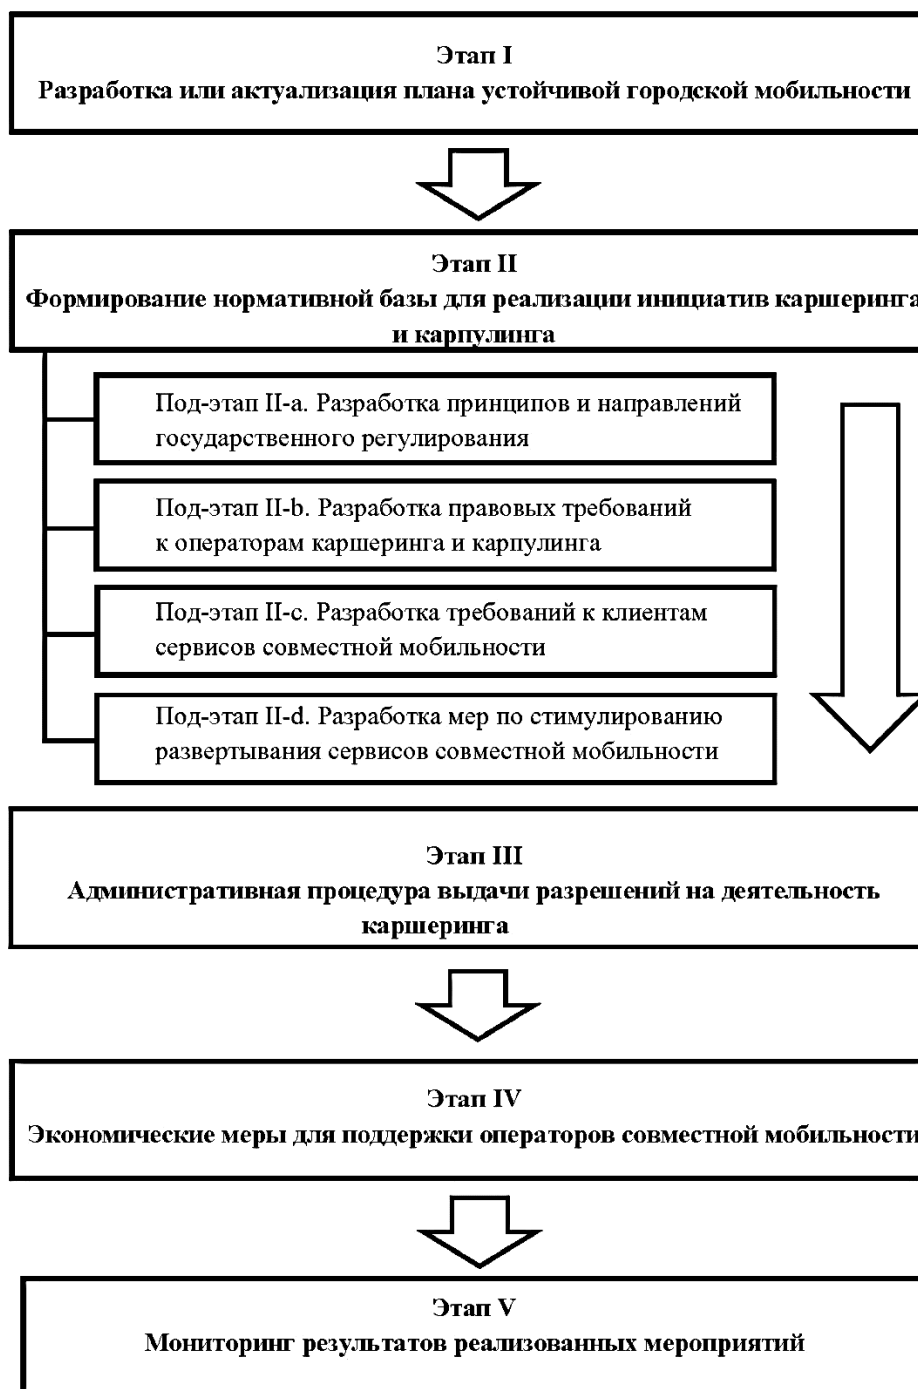 Этап I
Разработка или актуализация плана устойчивой городской мобильности
Этап II
Формирование нормативной базы для реализации инициатив каршеринга
и карпулинга
Под-этап II-a. Разработка принципов и направлений
государственного регулирования
Под-этап II-b. Разработка правовых требований
к операторам каршеринга и карпулинга
Под-этап II-c. Разработка требований к клиентам
сервисов совместной мобильности
Под-этап II-d. Разработка мер по стимулированию
развертывания сервисов совместной мобильности
Этап III
Административная процедура выдачи разрешений на деятельность
каршеринга
Этап IV
Экономические меры для поддержки операторов совместной мобильности
Этап V
Мониторинг результатов реализованных мероприятий